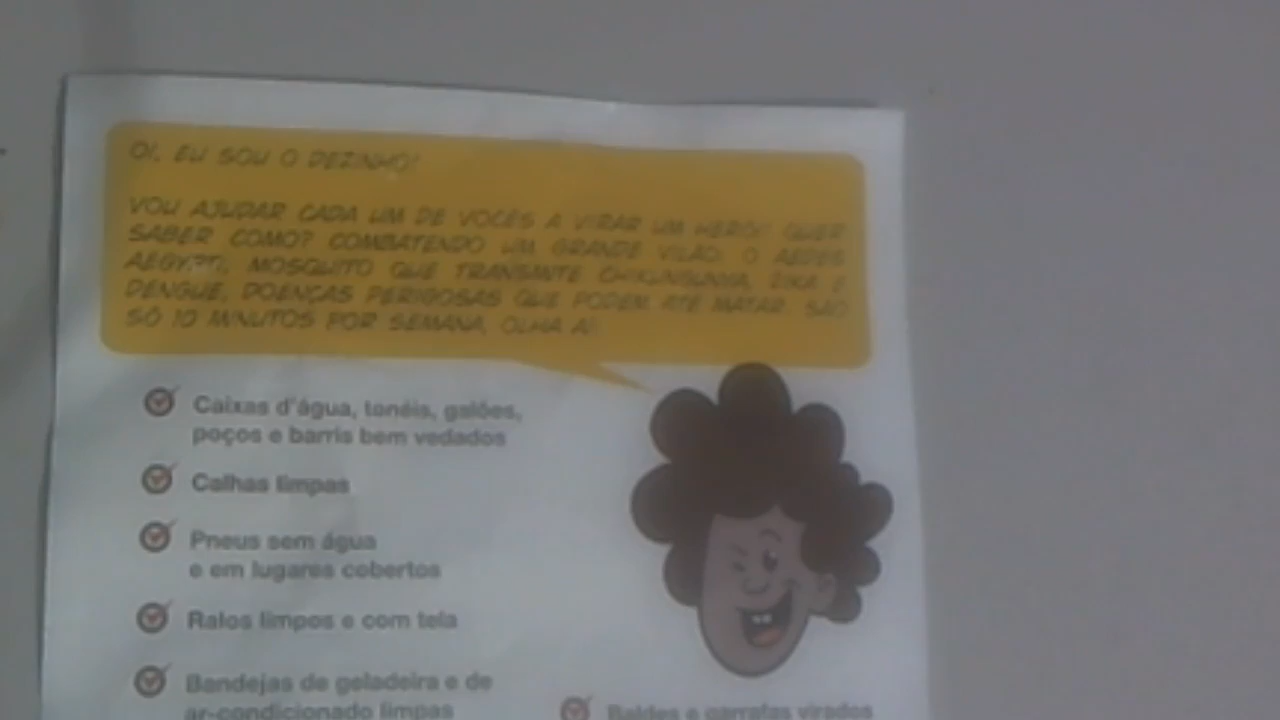 OI, EU SOU O DEZINHO!
VOU AJUDAR CADA UM DE VOCÊS A VIRAR UM HERÓI! QUER
SABER COMO? COMBATENDO UM GRANDE VILÃO: O AEDES
AEGYPTI, MOSQUITO QUE TRANSMITE CHIKUNGUNYA, ZIKA E
DENGUE, DOENÇAS PERIGOSAS QUE PODEM ATÉ MATAR. SÃO
SÓ 10 MINUTOS POR SEMANA, OLHA AÍ:
Caixas d'água, tonéis, galões,
poços e barris bem vedados
Calhas limpas
Pneus sem água
e em lugares cobertos
Ralos limpos e com tela
Bandejas de geladeira e de
ar-condicionado limpas
Baldes e garrafas virados